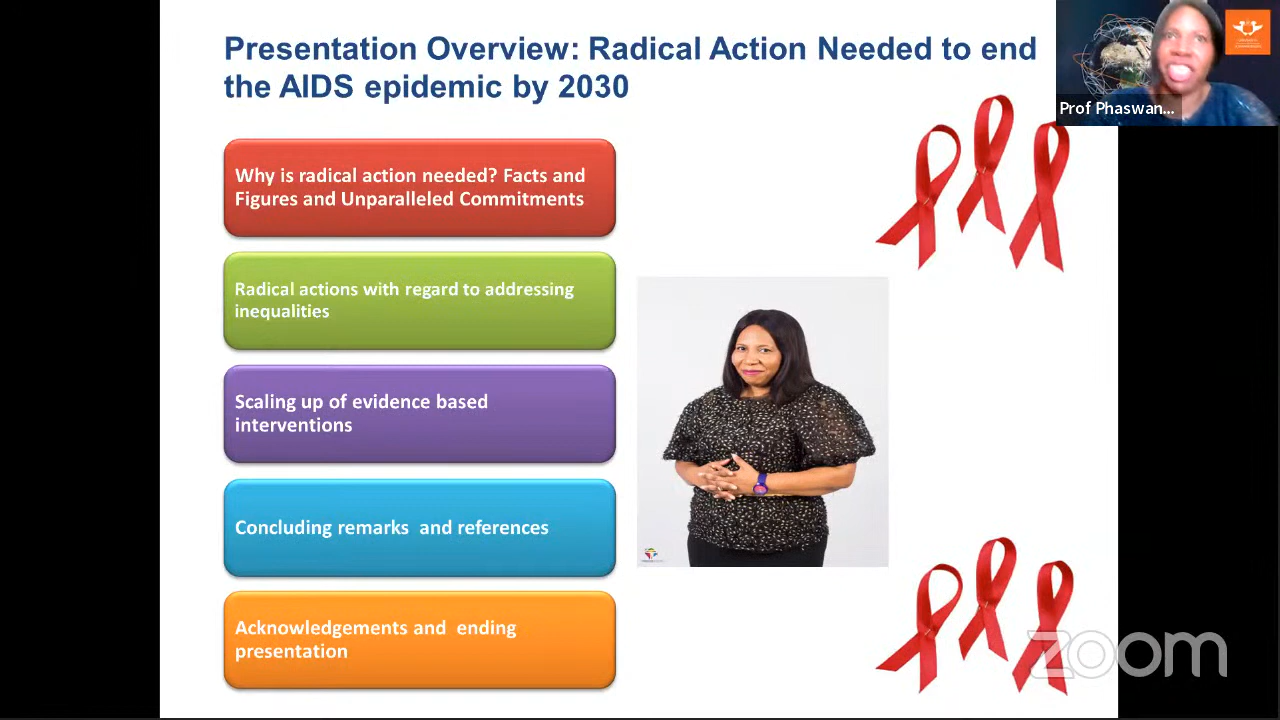 Presentation Overview: Radical Action Needed to end
the AIDS epidemic by 2030
Prof Phaswan...
Why is radical action needed? Facts and
Figures and Unparalleled Commitments
Radical actions with regard to addressing
inequalities
Scaling up of evidence based
interventions
Concluding remarks  and references
Acknowledgements and  ending
presentation
zoom